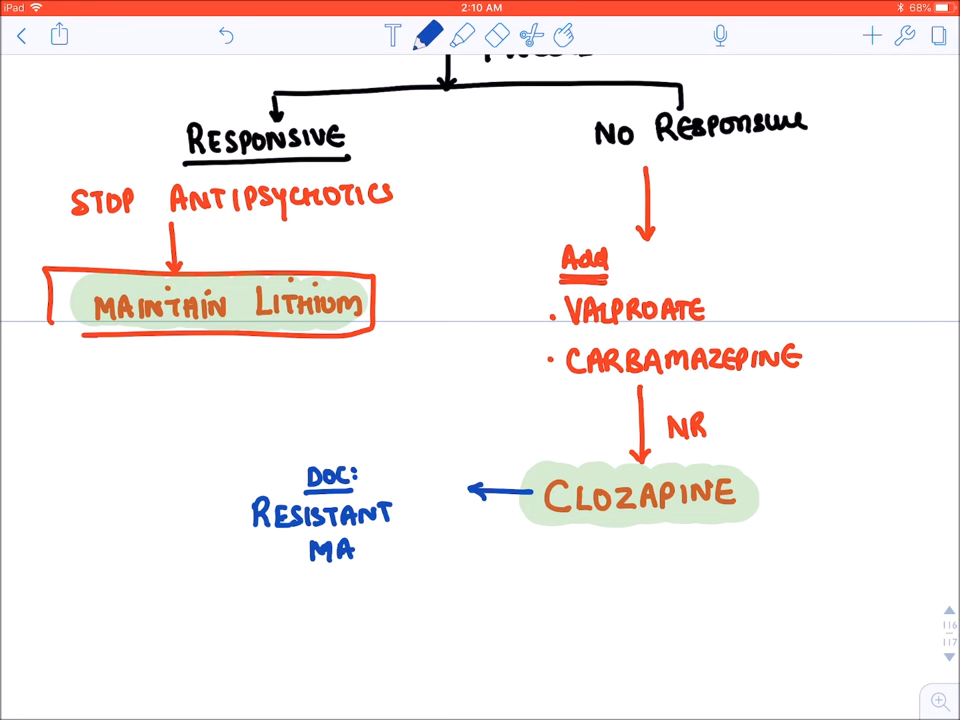 iPad 2:10 AM 68%
T
RESPONSIVE
NO RESPONSIVE
STOP ANTIPSYCHOTICS
MAINTAIN LITHIUM
Add
• VALPROATE
• CARBAMAZEPINE
NR
CLOZAPINE
DOC:
RESISTANT
MA
116
117